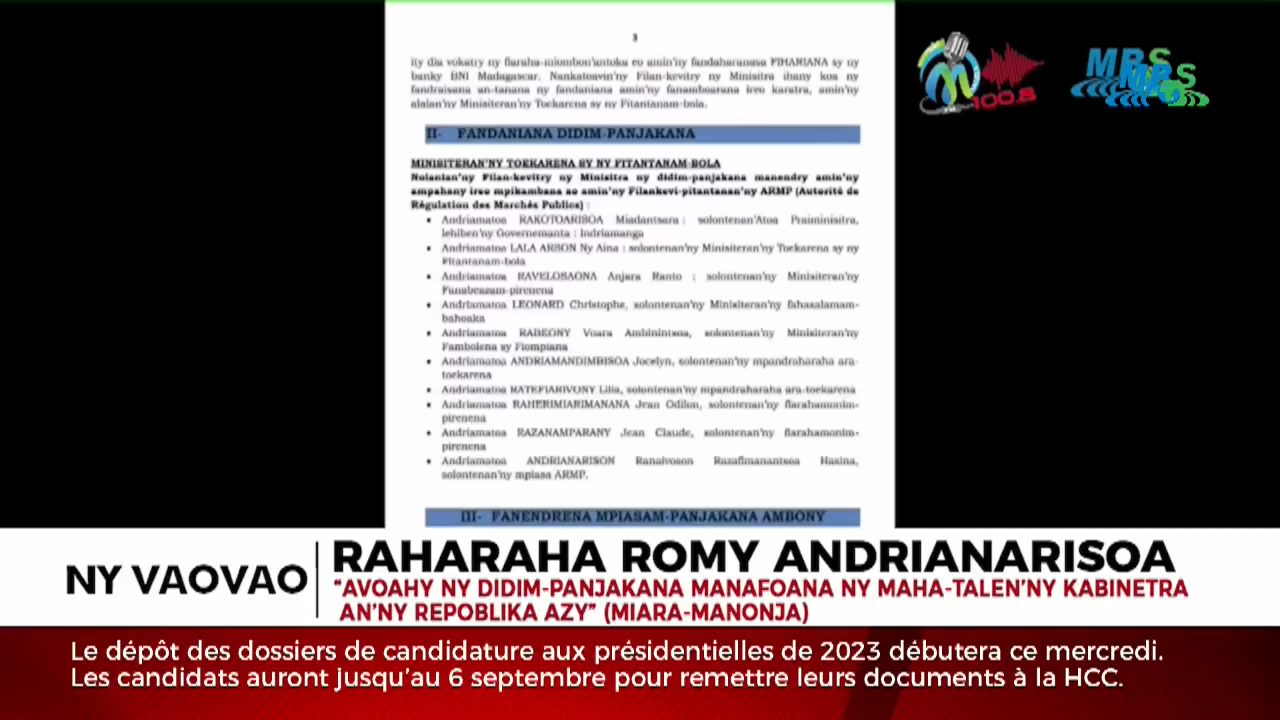 3
ity dia vokatry ny fiaraha-miombon'antoka eo amin'ny fandaharanasa FIHARIANA sy ny
banky BNI Madagascar. Nankatoavin'ny Filan-kevitry ny Minisitra ihany koa ny
fandraisana an-tanana ny fandaniana amin'ny fanamboarana ireo karatra, amin'ny
alalan'ny Minisiteran'ny Toekarena sy ny Fitantanam-bola.
II- FANDANIANA DIDIM-PANJAKANA
MINISITERAN'NY TOEKARENA SY NY FITANTANAM-BOLA
Nolanian'ny Filan-kevitry ny Minisitra ny didim-panjakana manendry amin'ny
ampahany ireo mpikambana ao amin'ny Filankevi-pitantanan'ny ARMP (Autorité de
Régulation des Marchés Publics) :
• Andriamatoa RAKOTOARISOA Miadantsara : solontenan'Atoa Praiminisitra,
lehiben'ny Governemanta : Indriamanga
• Andriamatoa LALA ARSON Ny Aina : solontenan'ny Minisiteran'ny Toekarena sy ny
Fitantanam-bola
• Andriamatoa RAVELOSAONA Anjara Ranto : solontenan'ny Minisiteran'ny
Fanabeazam-pirenena
• Andriamatoa LEONARD Christophe, solontenan'ny Minisiteran'ny fahasalamam-
bahoaka
• Andriamatoa RABEONY Voara Ambinintsoa, solontenan'ny Minisiteran'ny
Fambolena sy Fiompiana
• Andriamatoa ANDRIAMANDIMBISOA Jocelyn, solontenan'ny mpandraharaha ara-
toekarena
• Andriamatoa RATEFIARIVONY Lilia, solontenan'ny mpandraharaha ara-toekarena
• Andriamatoa RAHERIMIARIMANANA Jean Odilon, solontenan'ny fiarahamonim-
pirenena
• Andriamatoa RAZANAMPARANY Jean Claude, solontenan'ny fiarahamonim-
pirenena
• Andriamatoa ANDRIANARISON Ranaivoson Razafimanantsoa Hasina,
solontenan'ny mpiasa ARMP.
III- FANENDRENA MPIASAM-PANJAKANA AMBONY
FM 100.8
MBS
MBS
NY VAOVAO
RAHARAHA ROMY ANDRIANARISOA
"AVOAHY NY DIDIM-PANJAKANA MANAFOANA NY MAHA-TALEN'NY KABINETRA
AN'NY REPOBLIKA AZY" (MIARA-MANONJA)
Le dépôt des dossiers de candidature aux présidentielles de 2023 débutera ce mercredi.
Les candidats auront jusqu'au 6 septembre pour remettre leurs documents à la HCC.